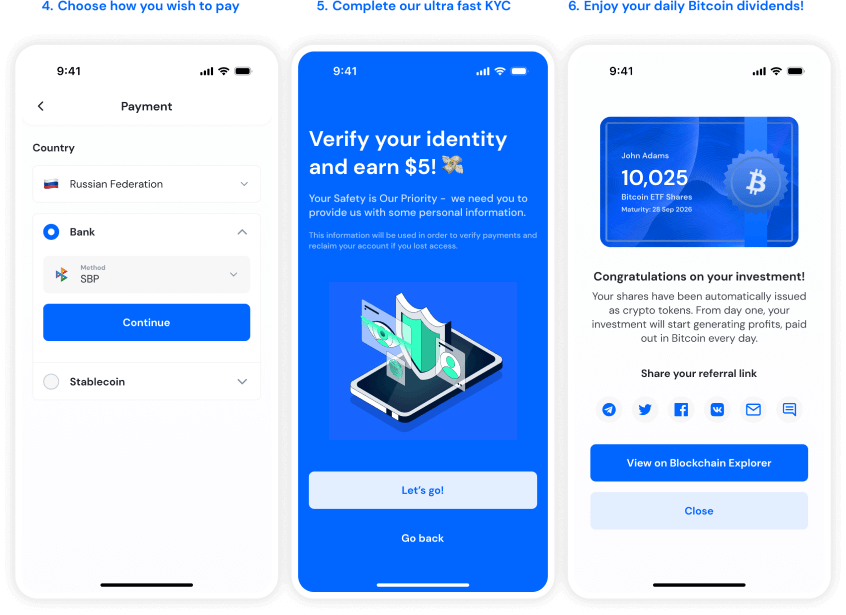 4. Choose how you wish to pay
9:41
Payment
Country
Russian Federation
Bank
Method
SBP
Continue
Stablecoin
5. Complete our ultra fast KYC
9:41
Verify your identity
and earn $5!
Your Safety is Our Priority - we need you to
provide us with some personal information.
This information will be used in order to verify payments and
reclaim your account if you lost access.
Let's go!
Go back
6. Enjoy your daily Bitcoin dividends!
9:41
John Adams
10,025
Bitcoin ETF Shares
Maturity: 28 Sep 2026
Congratulations on your investment!
Your shares have been automatically issued
as crypto tokens. From day one, your
investment will start generating profits, paid
out in Bitcoin every day.
Share your referral link
View on Blockchain Explorer
Close